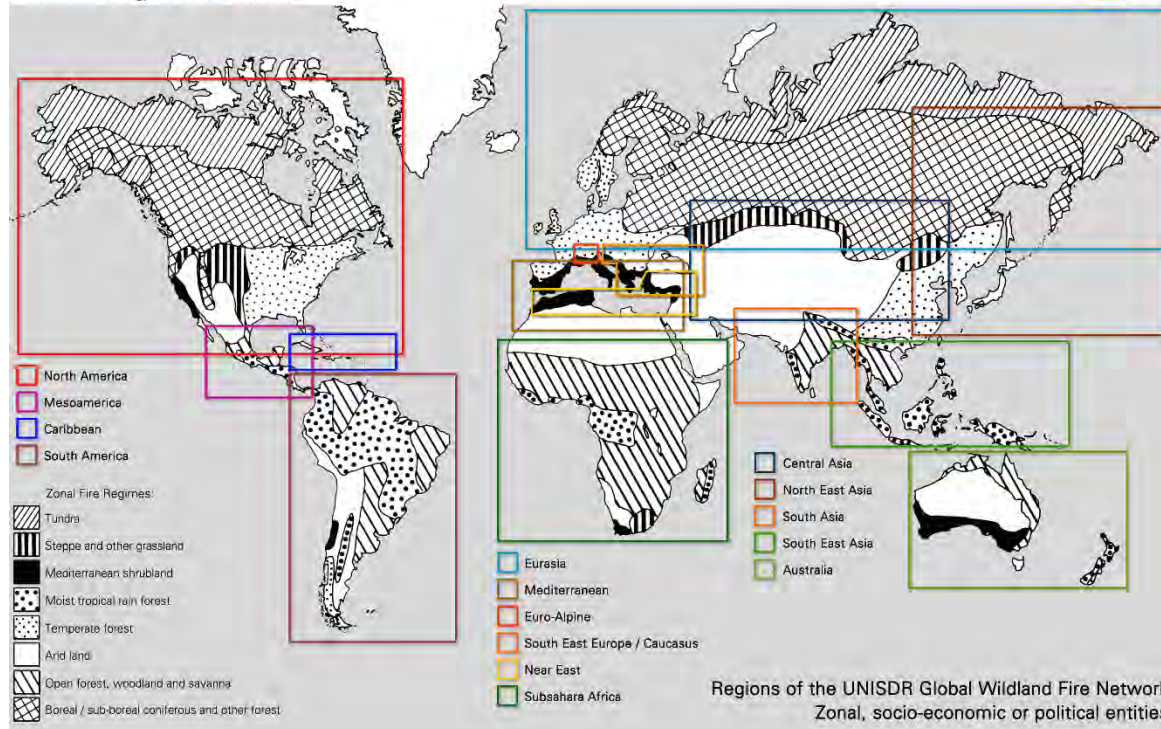 North America
Mesoamerica
Caribbean
South America
Zonal Fire Regimes:
Tundra
Steppe and other grassland
Mediterranean shrubland
Moist tropical rain forest
Temperate forest
Arid land
Open forest, woodland and savanna
Boreal / sub-boreal coniferous and other forest
Eurasia
Mediterranean
Euro-Alpine
South East Europe / Caucasus
Near East
Subsahara Africa
Central Asia
North East Asia
South Asia
South East Asia
Australia
Regions of the UNISDR Global Wildland Fire Network
Zonal, socio-economic or political entities